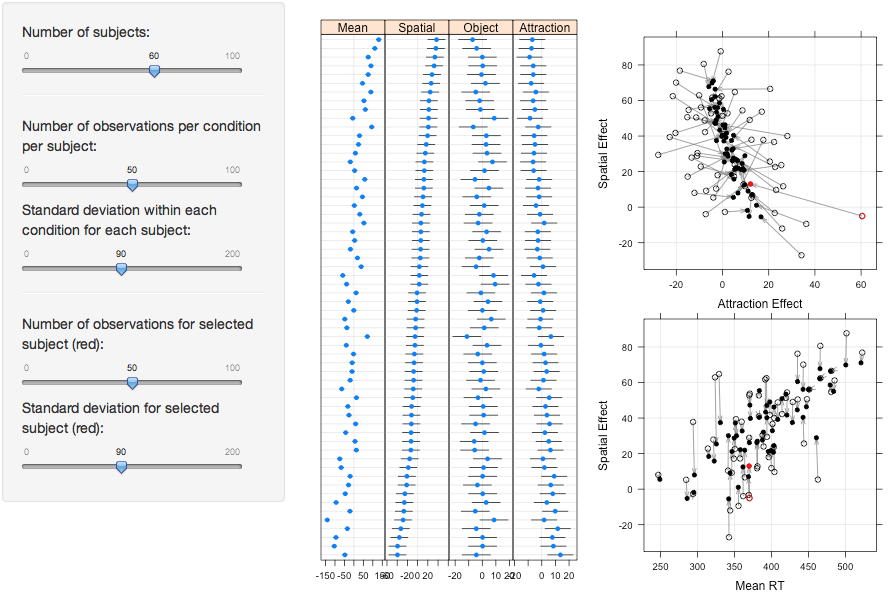 Number of subjects:
0 60 100
Number of observations per condition
per subject:
0 50 100
Standard deviation within each
condition for each subject:
0 90 200
Number of observations for selected
subject (red):
0 50 100
Standard deviation for selected
subject (red):
0 90 200
Mean Spatial Object Attraction
-150 -50 50
-200 20
-20 0 10
0 10 20
Spatial Effect
80
60
40
20
0
-20
-20 0 20 40 60
Attraction Effect
Spatial Effect
80
60
40
20
0
-20
250 300 350 400 450 500
Mean RT